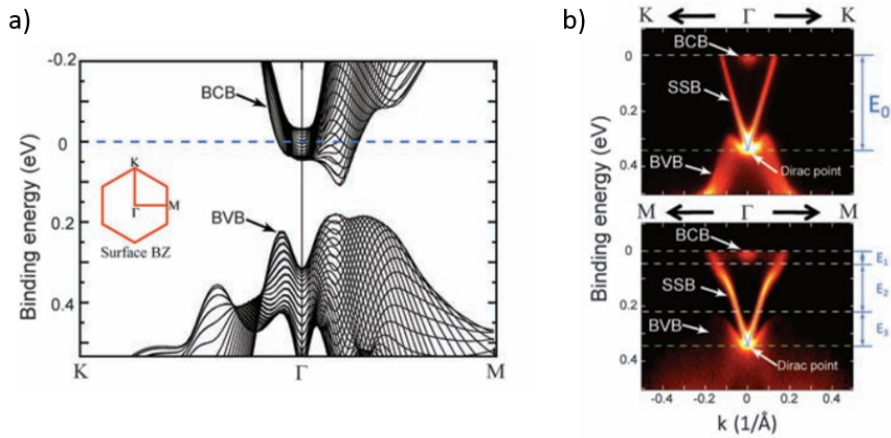 a)
-0.2
0
0.2
0.4
Binding energy (eV)
BCB
BVB
K
Γ
M
Surface BZ
K
Γ
M
b)
K Γ K
0
0.2
0.4
BCB
SSB
BVB
Dirac point
E0
M Γ M
0
0.2
0.4
BCB
SSB
BVB
Dirac point
E1
E2
E3
Binding energy (eV)
-0.4 -0.2 0 0.2 0.4
k (1/Å)